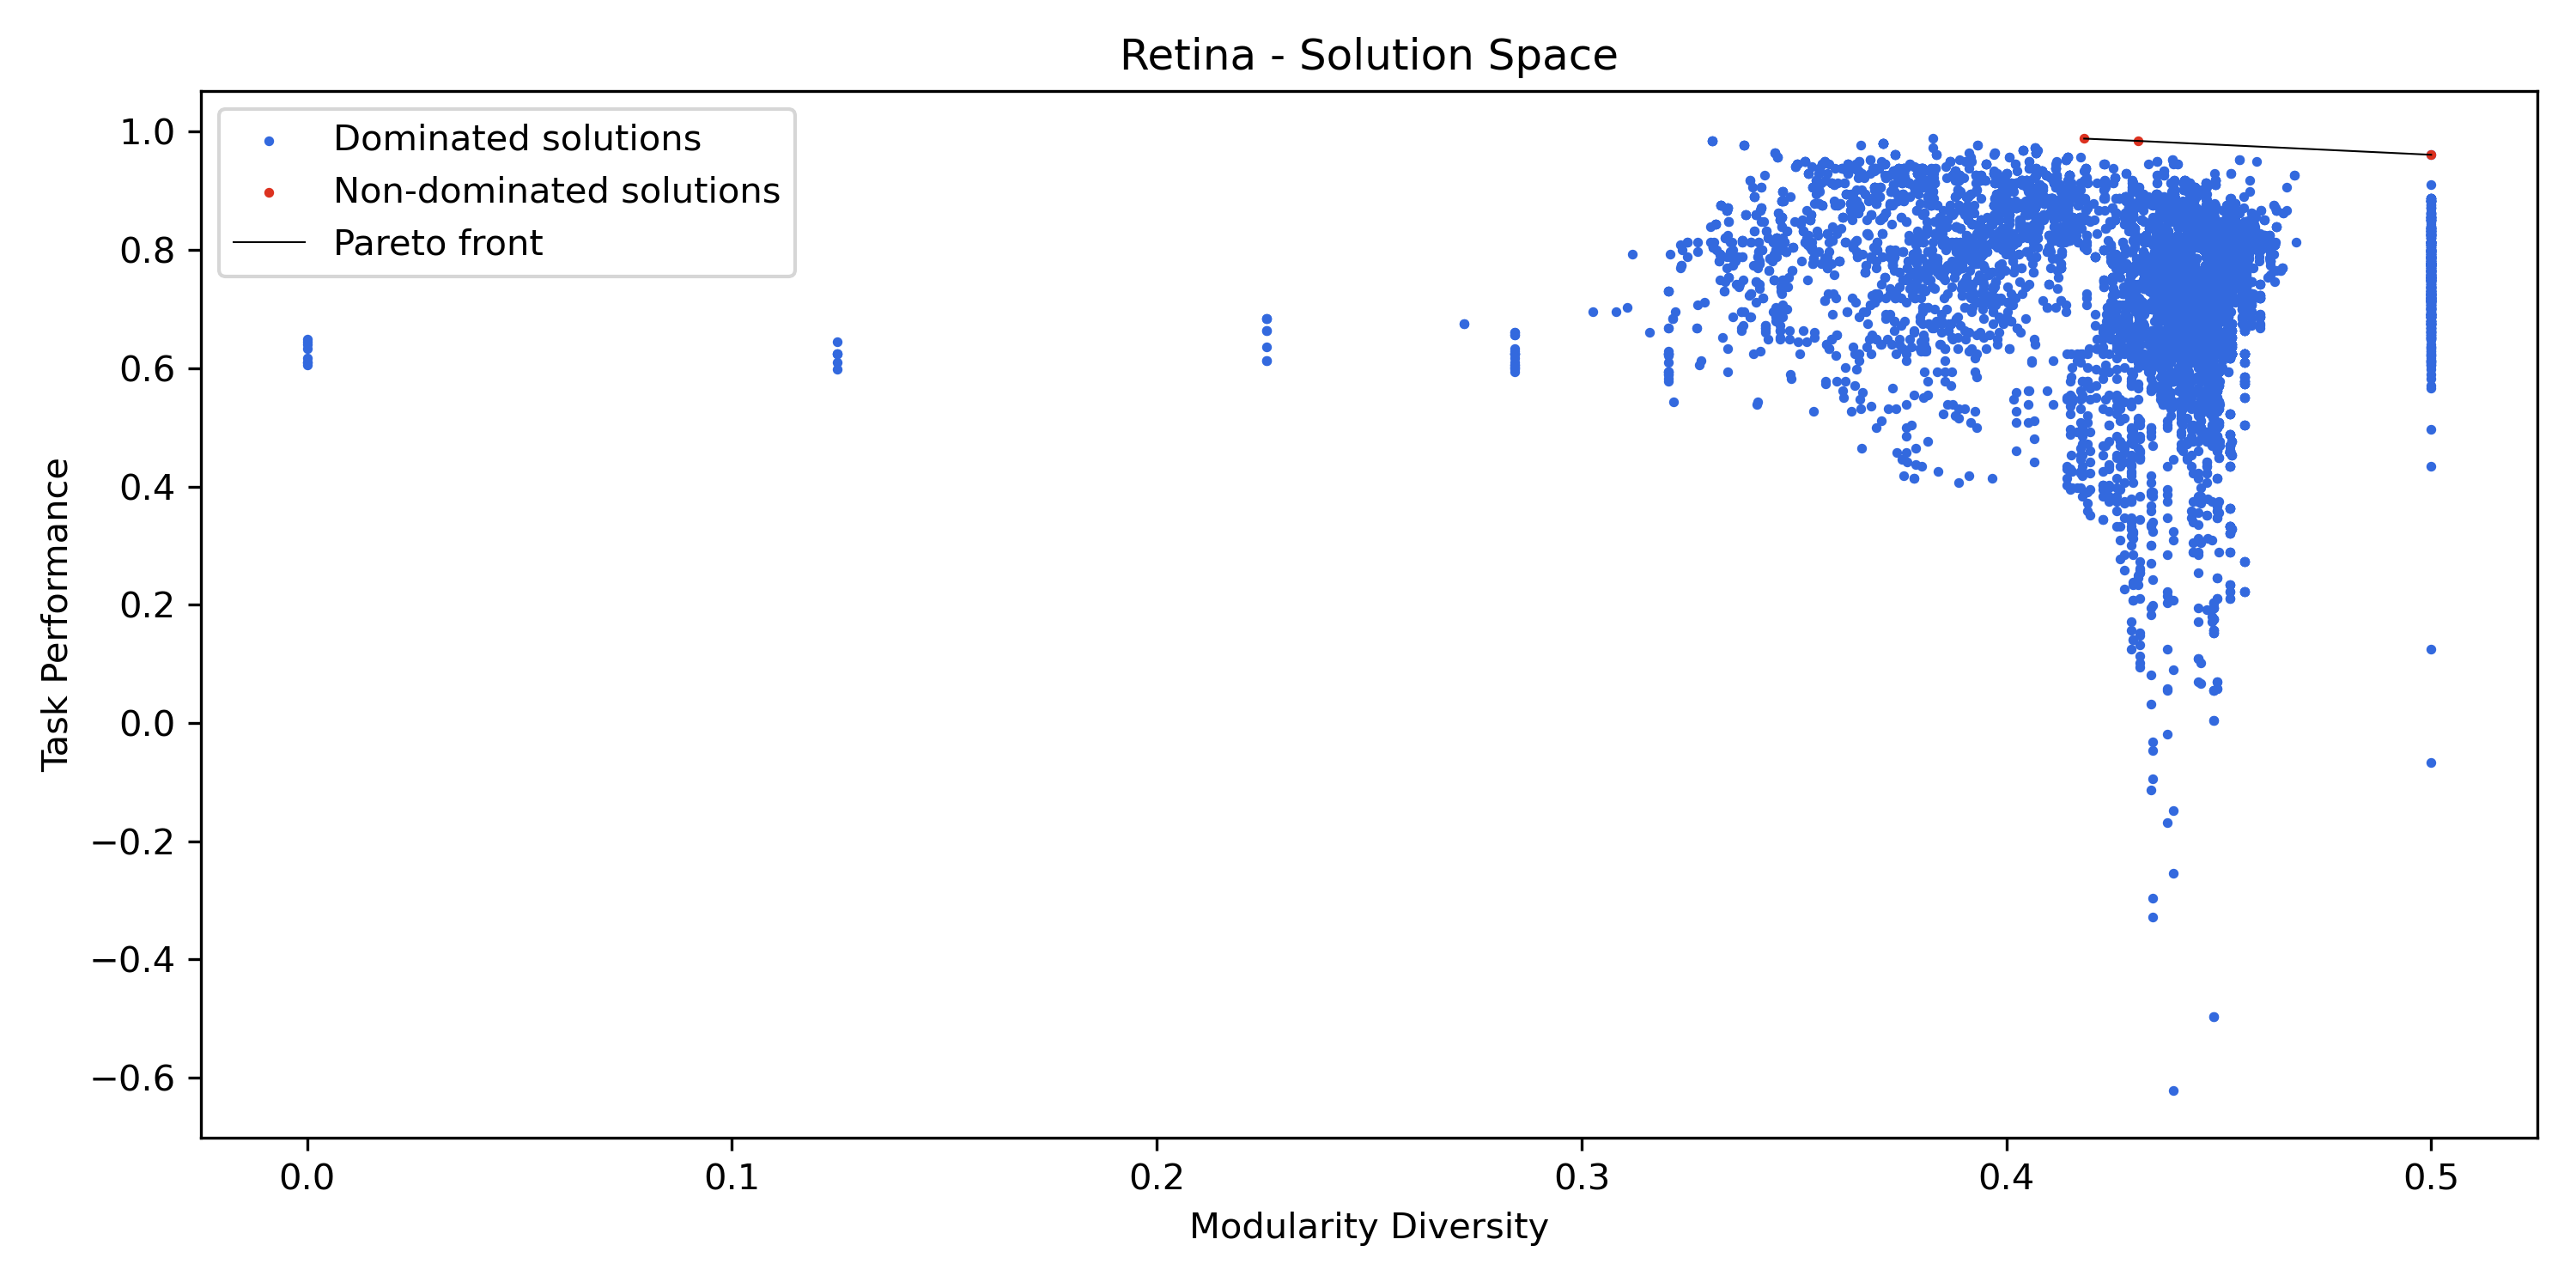 Retina - Solution Space
Dominated solutions
Non-dominated solutions
Pareto front
1.0
0.8
0.6
0.4
0.2
0.0
−0.2
−0.4
−0.6
Task Performance
0.0 0.1 0.2 0.3 0.4 0.5
Modularity Diversity